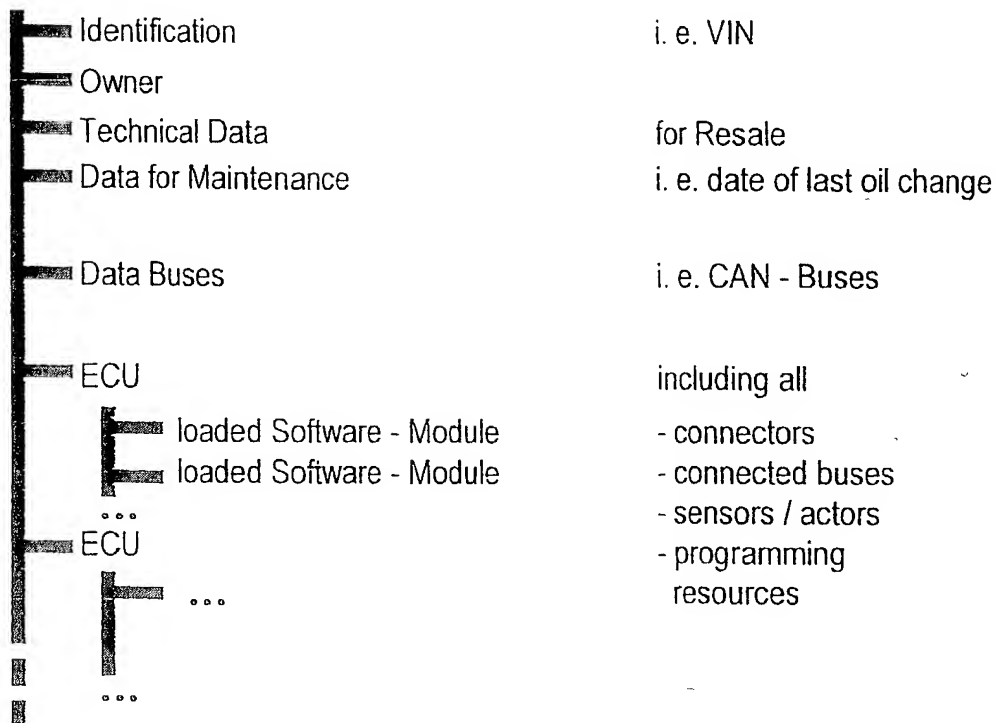 Identification i. e. VIN
Owner
Technical Data for Resale
Data for Maintenance i. e. date of last oil change
Data Buses i. e. CAN - Buses
ECU including all
loaded Software - Module - connectors
loaded Software - Module - connected buses
... - sensors / actors
ECU - programming
... resources
...